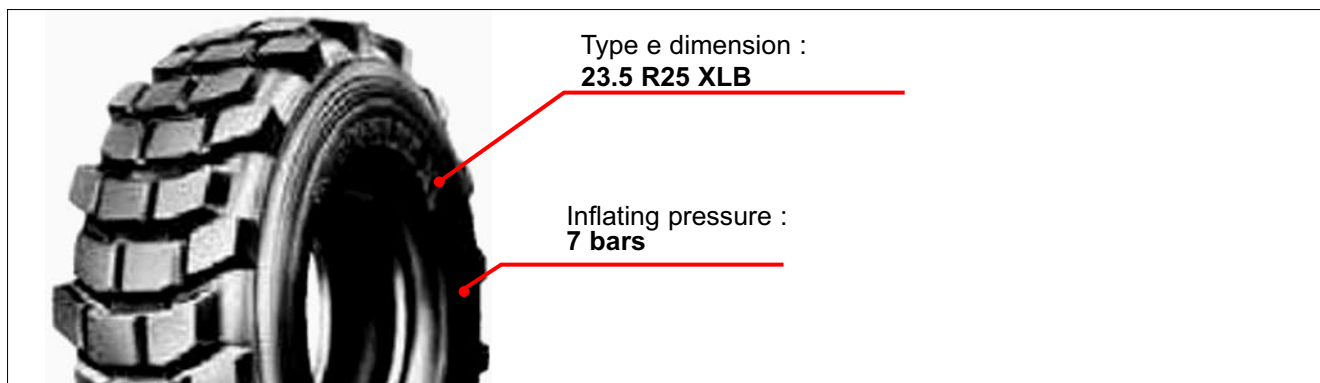 Type e dimension :
23.5 R25 XLB
Inflating pressure :
7 bars